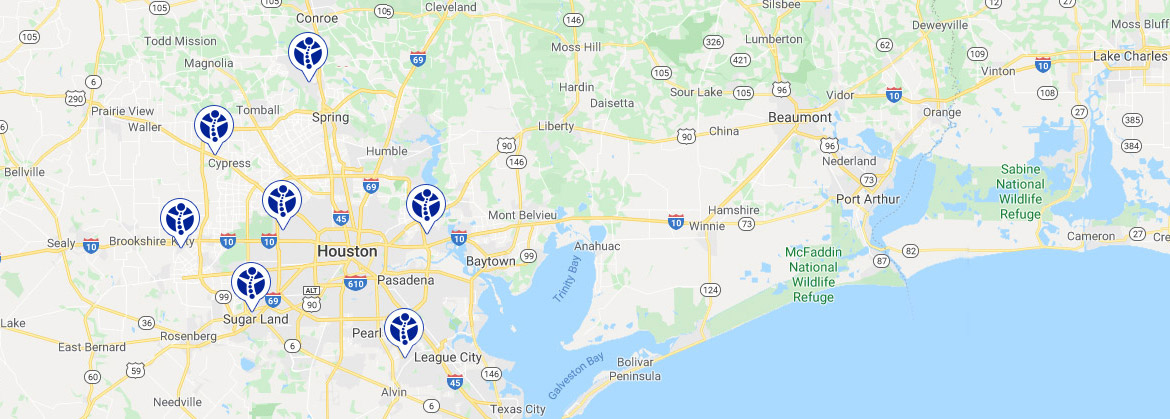 Conroe
Cleveland
Silsbee
12
27
105
146
105
Deweyville
Moss Bluff
105
Todd Mission
Moss Hill
326
Lumberton
62
109
Lake Charles
Magnolia
69
421
10
Vinton
105
96
6
Hardin
Sour Lake
105
Vidor
10
108
290
Prairie View
Tomball
Daisetta
Spring
Beaumont
Orange
27
385
Waller
Liberty
90
China
Humble
90
96
384
Cypress
146
Nederland
Bellville
69
73
Sabine
National
Wildlife
Refuge
Port Arthur
45
Mont Belvieu
Hamshire
10
Winnie
73
Sealy
10
Brookshire
10
10
10
Cameron
27
Houston
Anahuac
82
99
Baytown
McFaddin
National
Wildlife
Refuge
87
Trinity Bay
610
Pasadena
ALT
90
124
99
69
Sugar Land
36
Pearl
Lake
Rosenberg
East Bernard
6
League City
Galveston Bay
Bolivar
Peninsula
60
59
146
45
Alvin
Needville
6
Texas City